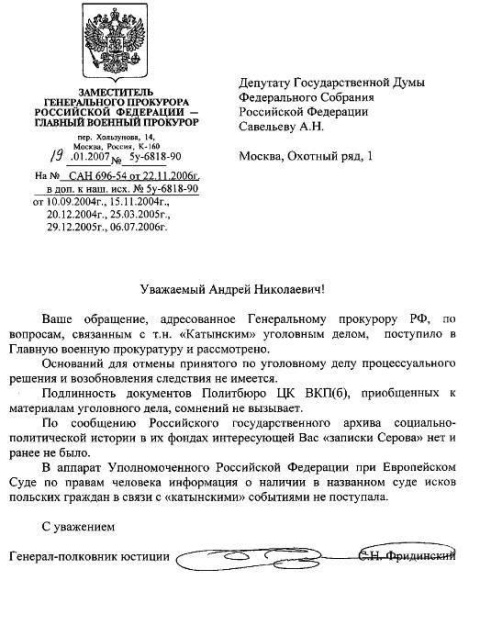 ЗАМЕСТИТЕЛЬ
ГЕНЕРАЛЬНОГО ПРОКУРОРА
РОССИЙСКОЙ ФЕДЕРАЦИИ —
ГЛАВНЫЙ ВОЕННЫЙ ПРОКУРОР
пер. Хользунова, 14,
Москва, Россия, К-160
19 .01.2007 № 5у-6818-90
На № САН 696-54 от 22.11.2006г.
в доп. к наш. исх. № 5у-6818-90
от 10.09.2004г., 15.11.2004г.,
20.12.2004г., 25.03.2005г.,
29.12.2005г., 06.07.2006г.
Депутату Государственной Думы
Федерального Собрания
Российской Федерации
Савельеву А.Н.
Москва, Охотный ряд, 1
Уважаемый Андрей Николаевич!
Ваше обращение, адресованное Генеральному прокурору РФ, по
вопросам, связанным с т.н. «Катынским» уголовным делом, поступило в
Главную военную прокуратуру и рассмотрено.
Оснований для отмены принятого по уголовному делу процессуального
решения и возобновления следствия не имеется.
Подлинность документов Политбюро ЦК ВКП(б), приобщенных к
материалам уголовного дела, сомнений не вызывает.
По сообщению Российского государственного архива социально-
политической истории в их фондах интересующей Вас «записки Серова» нет и
ранее не было.
В аппарат Уполномоченного Российской Федерации при Европейском
Суде по правам человека информация о наличии в названном суде исков
польских граждан в связи с «катынскими» событиями не поступала.
С уважением
Генерал-полковник юстиции С.Н. Фридинский